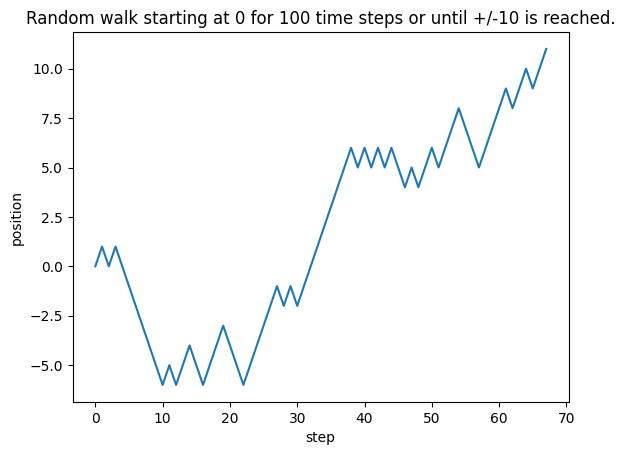 Random walk starting at 0 for 100 time steps or until +/-10 is reached.
10.0
7.5
5.0
2.5
0.0
−2.5
−5.0
position
0 10 20 30 40 50 60 70
step